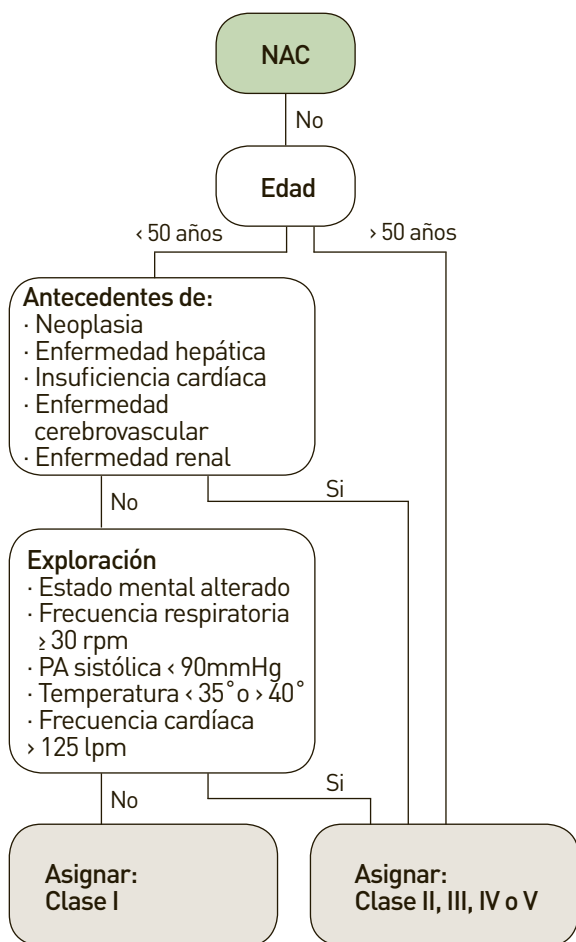 NAC
No
Edad
‹ 50 años
› 50 años
Antecedentes de:
· Neoplasia
· Enfermedad hepática
· Insuficiencia cardíaca
· Enfermedad
cerebrovascular
· Enfermedad renal
No
Si
Exploración
· Estado mental alterado
· Frecuencia respiratoria
≥ 30 rpm
· PA sistólica ‹ 90mmHg
· Temperatura ‹ 35˚o › 40˚
· Frecuencia cardíaca
› 125 lpm
No
Si
Asignar:
Clase I
Asignar:
Clase II, III, IV o V